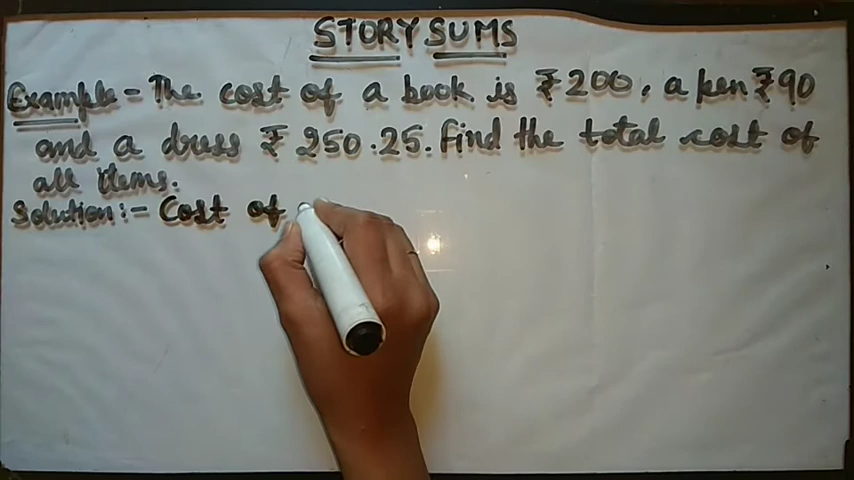 STORY SUMS
Example - The cost of a book is ₹200, a pen ₹90
and a dress ₹ 250.25. Find the total cost of
all items.
Solution:- Cost of